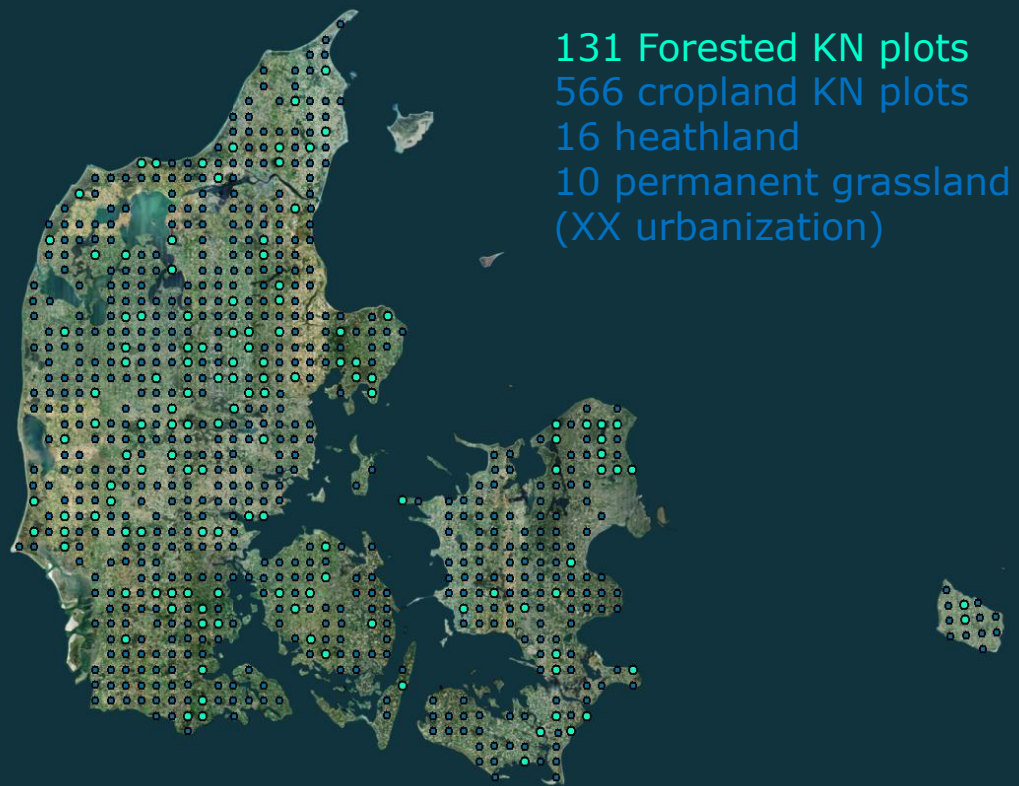 131 Forested KN plots
566 cropland KN plots
16 heathland
10 permanent grassland
(XX urbanization)